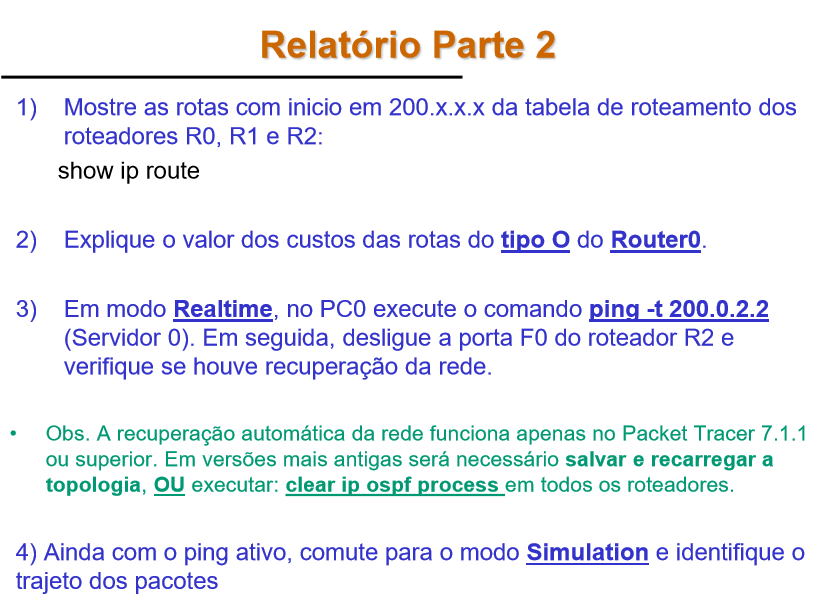 Relatório Parte 2
1) Mostre as rotas com inicio em 200.x.x.x da tabela de roteamento dos
roteadores R0, R1 e R2:
show ip route
2) Explique o valor dos custos das rotas do tipo O do Router0.
3) Em modo Realtime, no PC0 execute o comando ping -t 200.0.2.2
(Servidor 0). Em seguida, desligue a porta F0 do roteador R2 e
verifique se houve recuperação da rede.
• Obs. A recuperação automática da rede funciona apenas no Packet Tracer 7.1.1
ou superior. Em versões mais antigas será necessário salvar e recarregar a
topologia, OU executar: clear ip ospf process em todos os roteadores.
4) Ainda com o ping ativo, comute para o modo Simulation e identifique o
trajeto dos pacotes